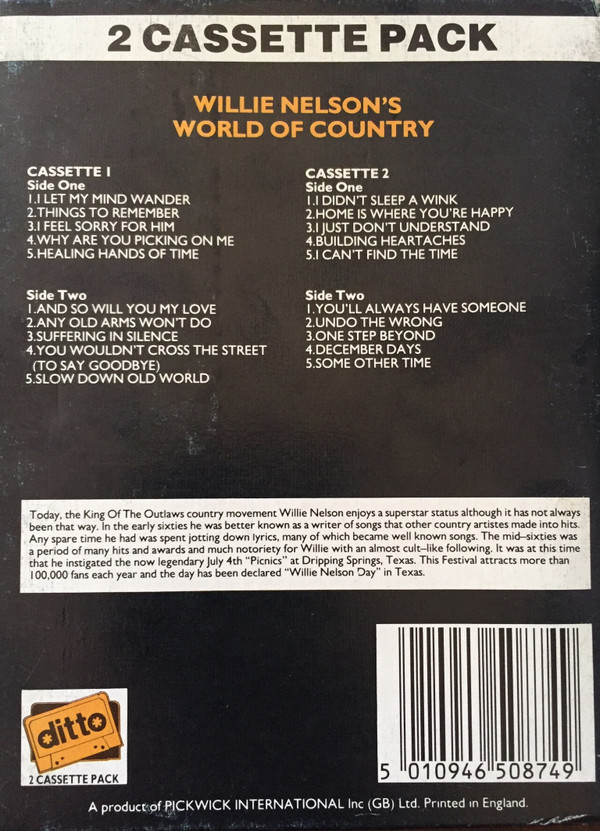 2 CASSETTE PACK
WILLIE NELSON'S
WORLD OF COUNTRY
CASSETTE 1
Side One
1.I LET MY MIND WANDER
2.THINGS TO REMEMBER
3.I FEEL SORRY FOR HIM
4.WHY ARE YOU PICKING ON ME
5.HEALING HANDS OF TIME
Side Two
1.AND SO WILL YOU MY LOVE
2.ANY OLD ARMS WON'T DO
3.SUFFERING IN SILENCE
4.YOU WOULDN'T CROSS THE STREET
(TO SAY GOODBYE)
5.SLOW DOWN OLD WORLD
CASSETTE 2
Side One
1.I DIDN'T SLEEP A WINK
2.HOME IS WHERE YOU'RE HAPPY
3.I JUST DON'T UNDERSTAND
4.BUILDING HEARTACHES
5.I CAN'T FIND THE TIME
Side Two
1.YOU'LL ALWAYS HAVE SOMEONE
2.UNDO THE WRONG
3.ONE STEP BEYOND
4.DECEMBER DAYS
5.SOME OTHER TIME
Today, the King Of The Outlaws country movement Willie Nelson enjoys a superstar status although it has not always
been that way. In the early sixties he was better known as a writer of songs that other country artistes made into hits.
Any spare time he had was spent jotting down lyrics, many of which became well known songs. The mid–sixties was
a period of many hits and awards and much notoriety for Willie with an almost cult–like following. It was at this time
that he instigated the now legendary July 4th "Picnics" at Dripping Springs, Texas. This Festival attracts more than
100,000 fans each year and the day has been declared "Willie Nelson Day" in Texas.
ditto
2 CASSETTE PACK
5 010946 508749
A product of PICKWICK INTERNATIONAL Inc (GB) Ltd. Printed in England.